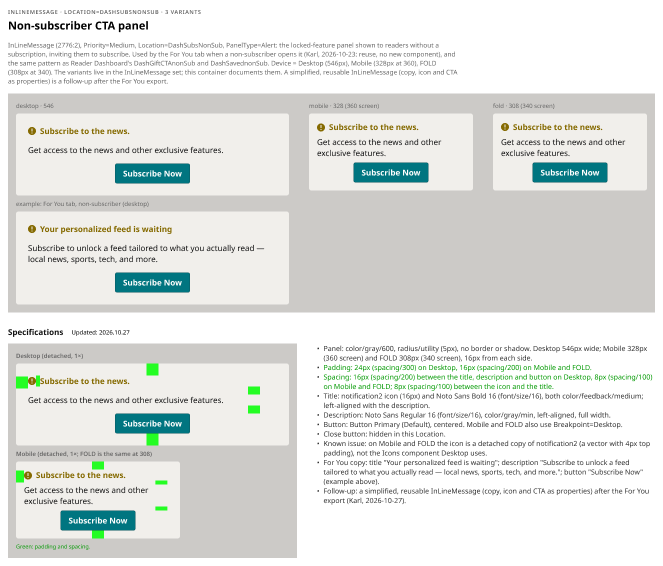 INLINEMESSAGE · LOCATION=DASHSUBSNONSUB · 3 VARIANTS
Non-subscriber CTA panel
InLineMessage (2776:2), Priority=Medium, Location=DashSubsNonSub, PanelType=Alert: the locked-feature panel shown to readers without a
subscription, inviting them to subscribe. Used by the For You tab when a non-subscriber opens it (Karl, 2026-10-23: reuse, no new component), and
the same pattern as Reader Dashboard's DashGiftCTAnonSub and DashSavednonSub. Device = Desktop (546px), Mobile (328px at 360), FOLD
(308px at 340). The variants live in the InLineMessage set; this container documents them. A simplified, reusable InLineMessage (copy, icon and CTA
as properties) is a follow-up after the For You export.
desktop · 546
Subscribe to the news.
Get access to the news and other exclusive features.
Subscribe Now
mobile · 328 (360 screen)
Subscribe to the news.
Get access to the news and other
exclusive features.
Subscribe Now
fold · 308 (340 screen)
Subscribe to the news.
Get access to the news and other
exclusive features.
Subscribe Now
example: For You tab, non-subscriber (desktop)
Your personalized feed is waiting
Subscribe to unlock a feed tailored to what you actually read —
local news, sports, tech, and more.
Subscribe Now
Specifications Updated: 2026.10.27
Desktop (detached, 1×)
Subscribe to the news.
Get access to the news and other exclusive features.
Subscribe Now
Mobile (detached, 1×; FOLD is the same at 308)
Subscribe to the news.
Get access to the news and other
exclusive features.
Subscribe Now
Green: padding and spacing
• Panel: color/gray/600, radius/utility (5px), no border or shadow. Desktop 546px wide; Mobile 328px
(360 screen) and FOLD 308px (340 screen), 16px from each side.
• Padding: 24px (spacing/300) on Desktop, 16px (spacing/200) on Mobile and FOLD.
• Spacing: 16px (spacing/200) between the title, description and button on Desktop, 8px (spacing/100)
on Mobile and FOLD; 8px (spacing/100) between the icon and the title.
• Title: notification2 icon (16px) and Noto Sans Bold 16 (font/size/16), both color/feedback/medium;
left-aligned with the description.
• Description: Noto Sans Regular 16 (font/size/16), color/gray/min, left-aligned, full width.
• Button: Button Primary (Default), centered. Mobile and FOLD also use Breakpoint=Desktop.
• Close button: hidden in this Location.
• Known issue: on Mobile and FOLD the icon is a detached copy of notification2 (a vector with 4px top
padding), not the Icons component Desktop uses.
• For You copy: title "Your personalized feed is waiting"; description "Subscribe to unlock a feed
tailored to what you actually read — local news, sports, tech, and more."; button "Subscribe Now"
(example above).
• Follow-up: a simplified, reusable InLineMessage (copy, icon and CTA as properties) after the For You
export (Karl, 2026-10-27).